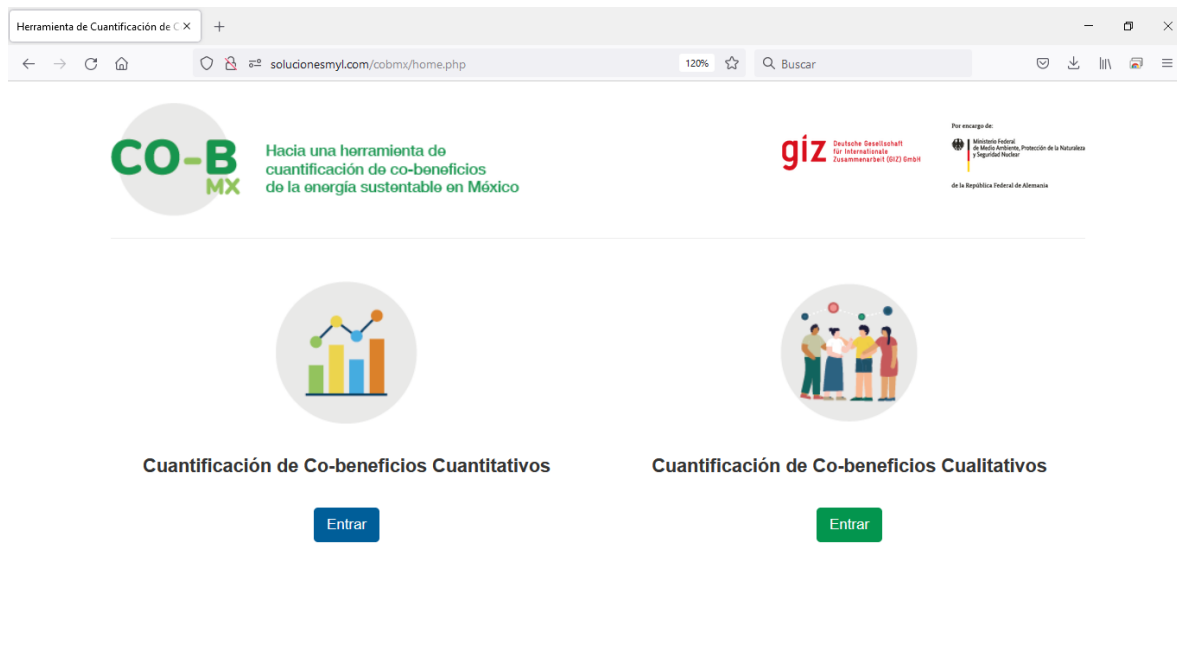 Herramienta de Cuantificación de C
solucionesmyl.com/cobmx/home.php
120%
Buscar
CO-B
MX
Hacia una herramienta de
cuantificación de co-beneficios
de la energía sustentable en México
giz
Deutsche Gesellschaft
für Internationale
Zusammenarbeit (GIZ) GmbH
Por encargo de:
Ministerio Federal
de Medio Ambiente, Protección de la Naturaleza
y Seguridad Nuclear
de la República Federal de Alemania
Cuantificación de Co-beneficios Cuantitativos
Cuantificación de Co-beneficios Cualitativos
Entrar
Entrar